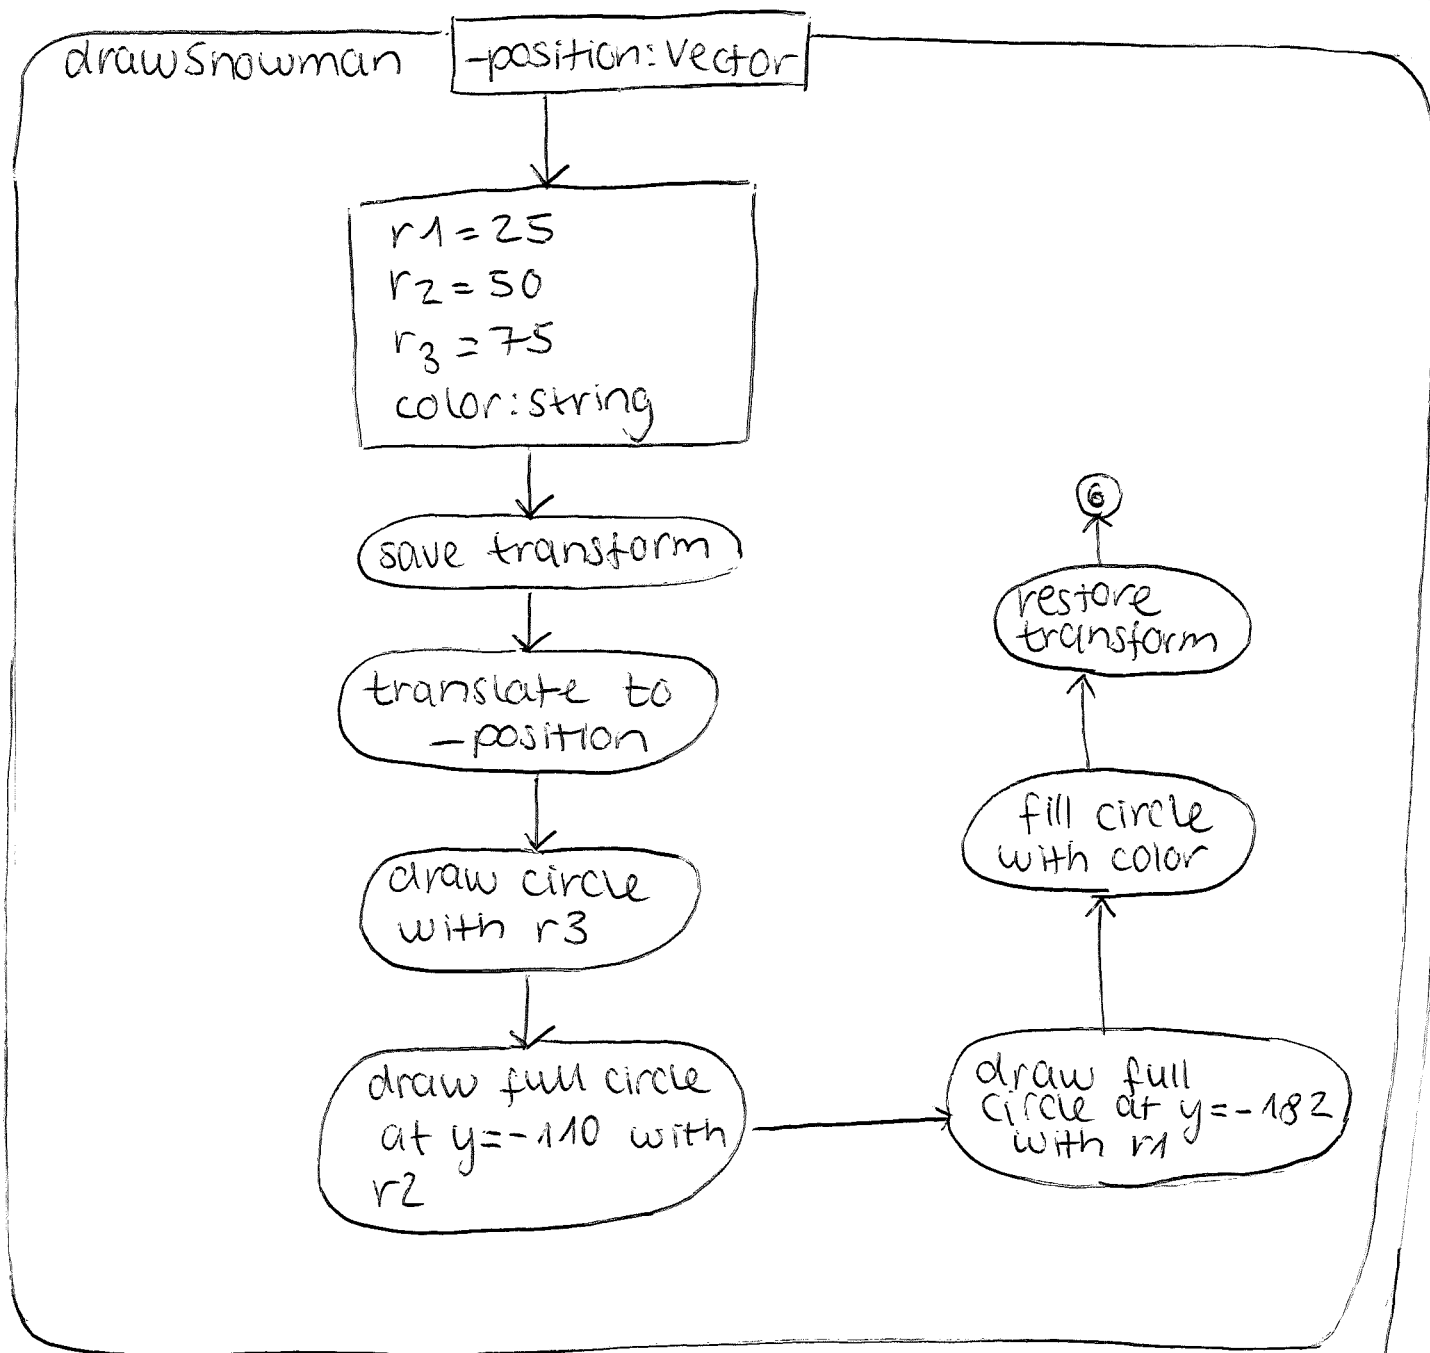 drawSnowman
-position:Vector
r1=25
r2=50
r3=75
color:string
save transform
translate to
-position
draw circle
with r3
draw full circle
at y=-110 with
r2
draw full
circle at y=-182
with r1
fill circle
with color
restore
transform